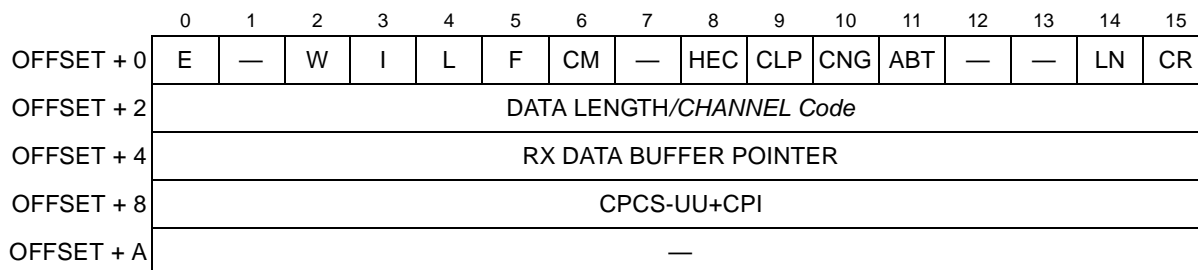 0 1 2 3 4 5 6 7 8 9 10 11 12 13 14 15
OFFSET + 0 E — W I L F CM — HEC CLP CNG ABT — — LN CR
OFFSET + 2 DATA LENGTH/CHANNEL Code
OFFSET + 4 RX DATA BUFFER POINTER
OFFSET + 8 CPCS-UU+CPI
OFFSET + A —